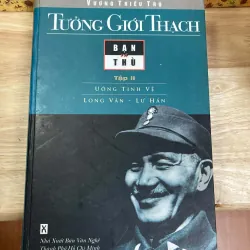 VƯƠNG TRIỀU THU
TƯỞNG GIỚI THẠCH
BẠN
THÙ
Tập II
UÔNG TINH VỆ
LONG VÂN - LƯ HÁN
X
Nhà Xuất Bản Văn Nghệ
Thành Phố Hồ Chí Minh